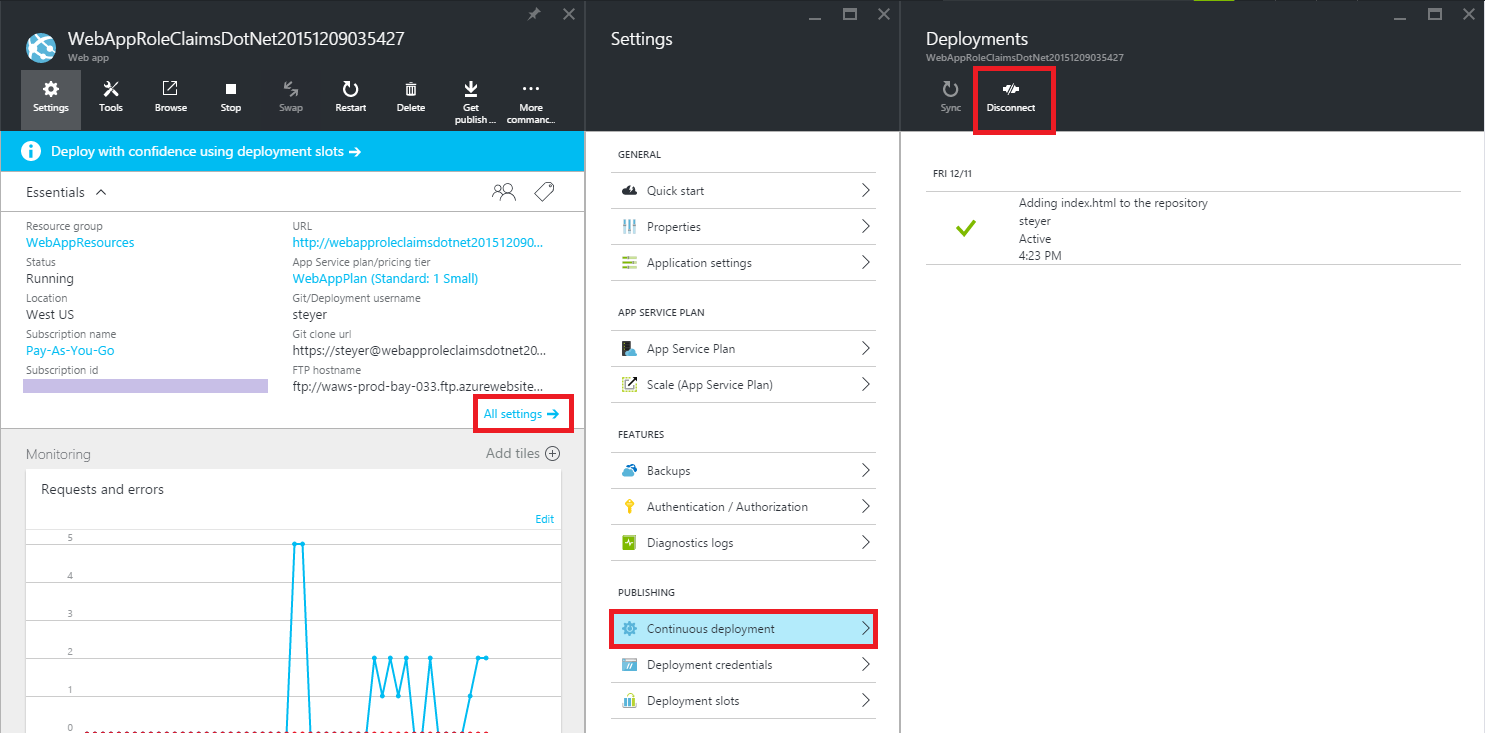 WebAppRoleClaimsDotNet20151209035427
Web app
Settings
Tools
Browse
Stop
Swap
Restart
Delete
Get publish ...
More commanc...
Deploy with confidence using deployment slots
Essentials
Resource group
WebAppResources
Status
Running
Location
West US
Subscription name
Pay-As-You-Go
Subscription id
URL
http://webapproleclaimsdotnet201512090...
App Service plan/pricing tier
WebAppPlan (Standard: 1 Small)
Git/Deployment username
steyer
Git clone url
https://steyer@webapproleclaimsdotnet20...
FTP hostname
ftp://waws-prod-bay-033.ftp.azurewebsite...
All settings
Monitoring
Add tiles
Requests and errors
Edit
5
4
3
2
1
0
Settings
GENERAL
Quick start
Properties
Application settings
APP SERVICE PLAN
App Service Plan
Scale (App Service Plan)
FEATURES
Backups
Authentication / Authorization
Diagnostics logs
PUBLISHING
Continuous deployment
Deployment credentials
Deployment slots
Deployments
WebAppRoleClaimsDotNet20151209035427
Sync
Disconnect
FRI 12/11
Adding index.html to the repository
steyer
Active
4:23 PM